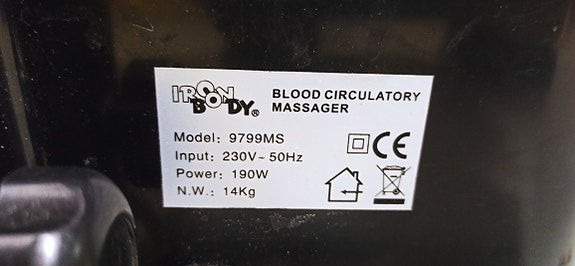 IRON
BODY®
BLOOD CIRCULATORY
MASSAGER
Model: 9799MS
Input: 230V~50Hz
Power: 190W
N.W.: 14Kg
CE